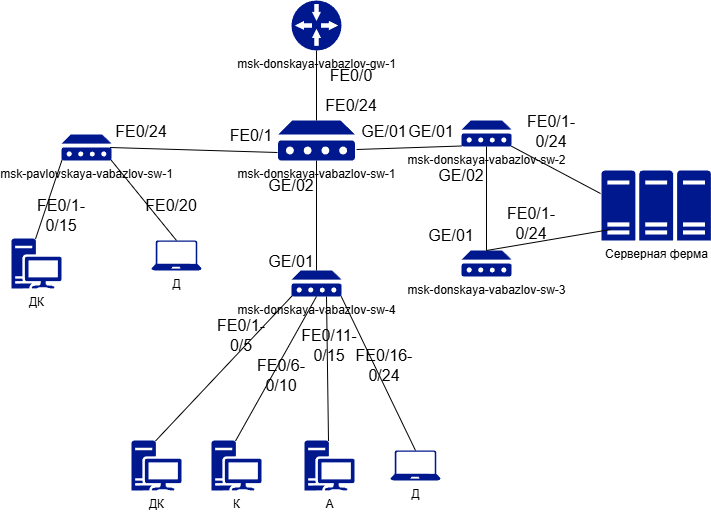 msk-donskaya-vabazlov-gw-1
FE0/0
FE0/24
FE0/24
FE0/1
GE/01
GE/01
FE0/1-
0/24
msk-pavlovskaya-vabazlov-sw-1
msk-donskaya-vabazlov-sw-1
msk-donskaya-vabazlov-sw-2
GE/02
GE/02
FE0/1-
0/15
FE0/20
FE0/1-
0/24
GE/01
Серверная ферма
GE/01
Д
ДК
msk-donskaya-vabazlov-sw-3
msk-donskaya-vabazlov-sw-4
FE0/1-
0/5
FE0/11-
0/15
FE0/6-
0/10
FE0/16-
0/24
ДК
К
А
Д